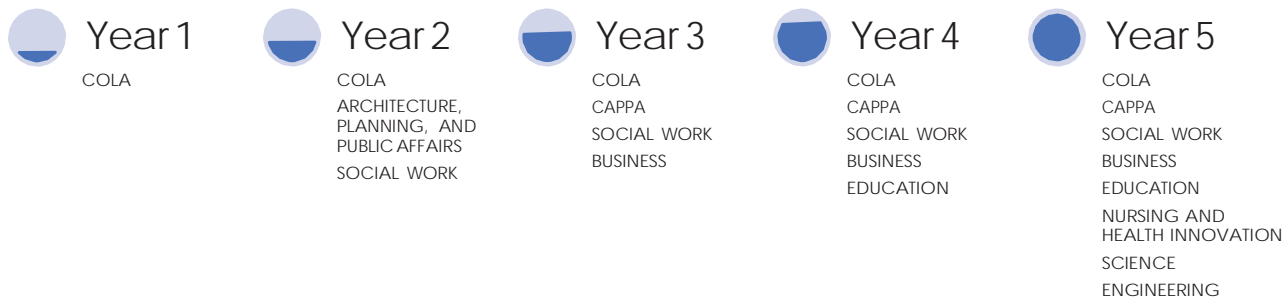 Year 1
COLA
Year 2
COLA
ARCHITECTURE,
PLANNING, AND
PUBLIC AFFAIRS
SOCIAL WORK
Year 3
COLA
CAPPA
SOCIAL WORK
BUSINESS
Year 4
COLA
CAPPA
SOCIAL WORK
BUSINESS
EDUCATION
Year 5
COLA
CAPPA
SOCIAL WORK
BUSINESS
EDUCATION
NURSING AND
HEALTH INNOVATION
SCIENCE
ENGINEERING